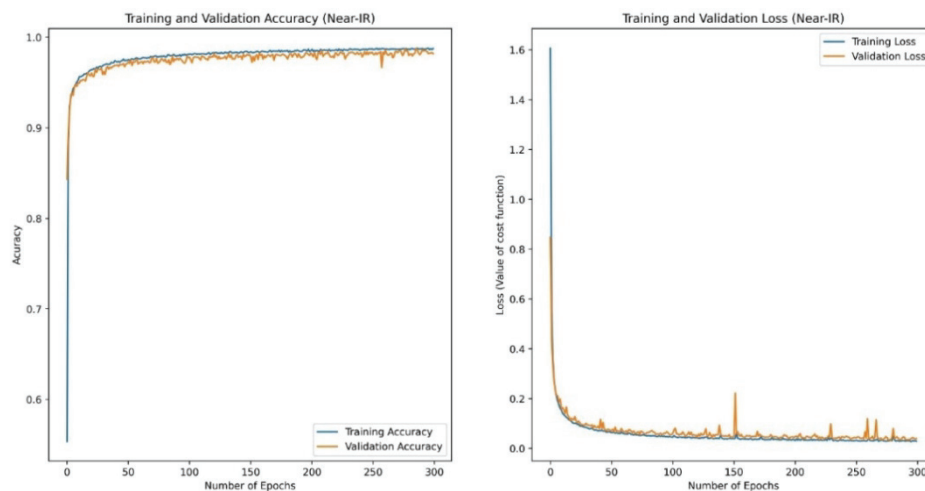 Training and Validation Accuracy (Near-IR)
1.0
0.9
0.8
0.7
0.6
Acuracy
0
50
100
150
200
250
300
Number of Epochs
Training Accuracy
Validation Accuracy
Training and Validation Loss (Near-IR)
1.6
1.4
1.2
1.0
0.8
0.6
0.4
0.2
0.0
Loss (Value of cost function)
0
50
100
150
200
250
300
Number of Epochs
Training Loss
Validation Loss